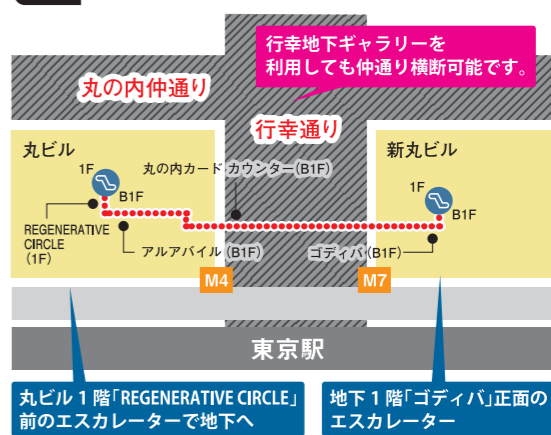 行幸地下ギャラリーを
利用しても仲通り横断可能です。
丸の内仲通り
行幸通り
丸ビル
丸の内カードカウンター(B1F)
新丸ビル
1F
B1F
1F
B1F
REGENERATIVE
CIRCLE
(1F)
アルアバイル(B1F)
ゴディバ(B1F)
M4
M7
東京駅
丸ビル1階「REGENERATIVE CIRCLE」
前のエスカレーターで地下へ
地下1階「ゴディバ」正面の
エスカレーター